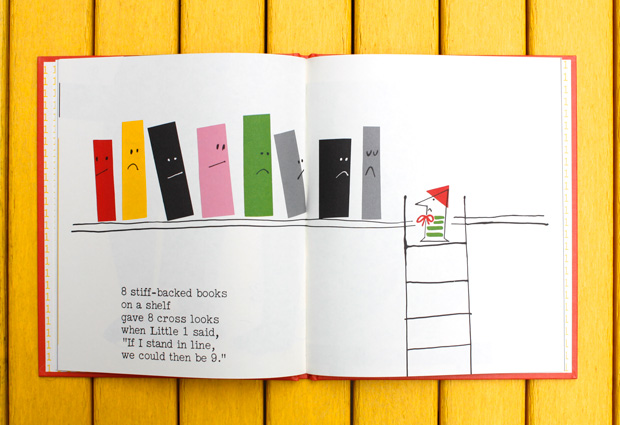 8 stiff-backed books
on a shelf
gave 8 cross looks
when Little 1 said,
"If I stand in line,
we could then be 9."